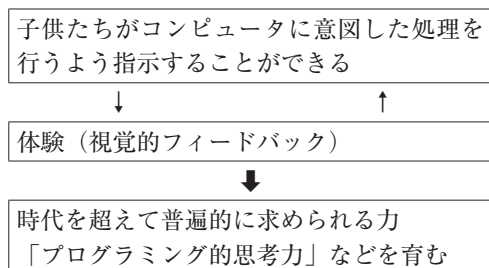 子供たちがコンピュータに意図した処理を
行うよう指示することができる
↓ ↑
体験（視覚的フィードバック）
⬇
時代を超えて普遍的に求められる力
「プログラミング的思考力」などを育む